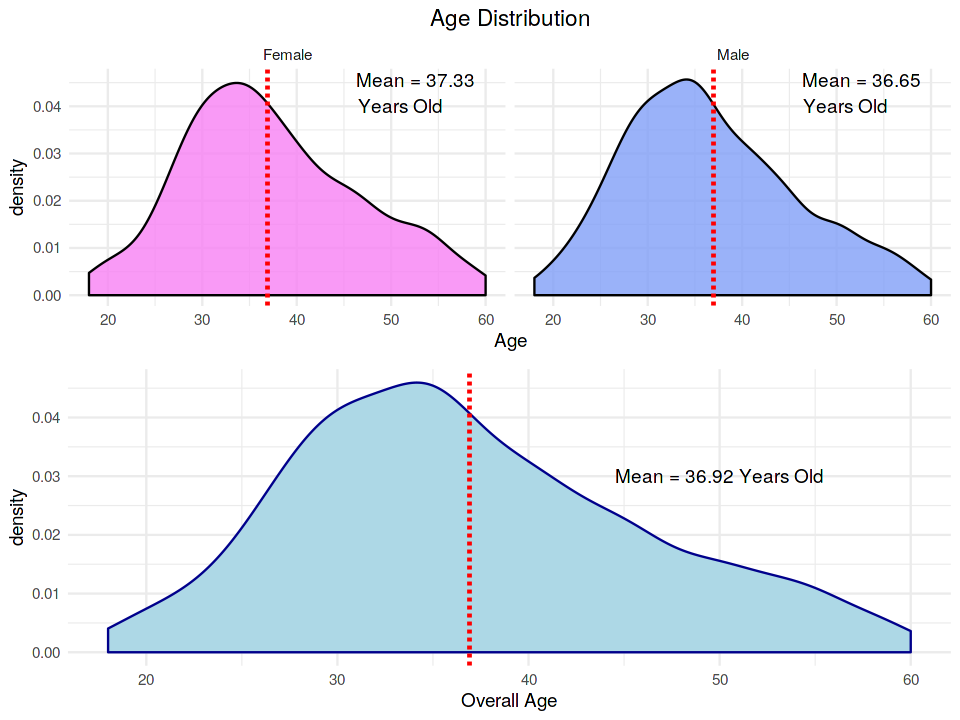 Age Distribution
Female
Male
Mean = 37.33
Years Old
Mean = 36.65
Years Old
density
0.04
0.03
0.02
0.01
0.00
20 30 40 50 60
20 30 40 50 60
Age
density
0.04
0.03
0.02
0.01
0.00
Mean = 36.92 Years Old
20 30 40 50 60
Overall Age